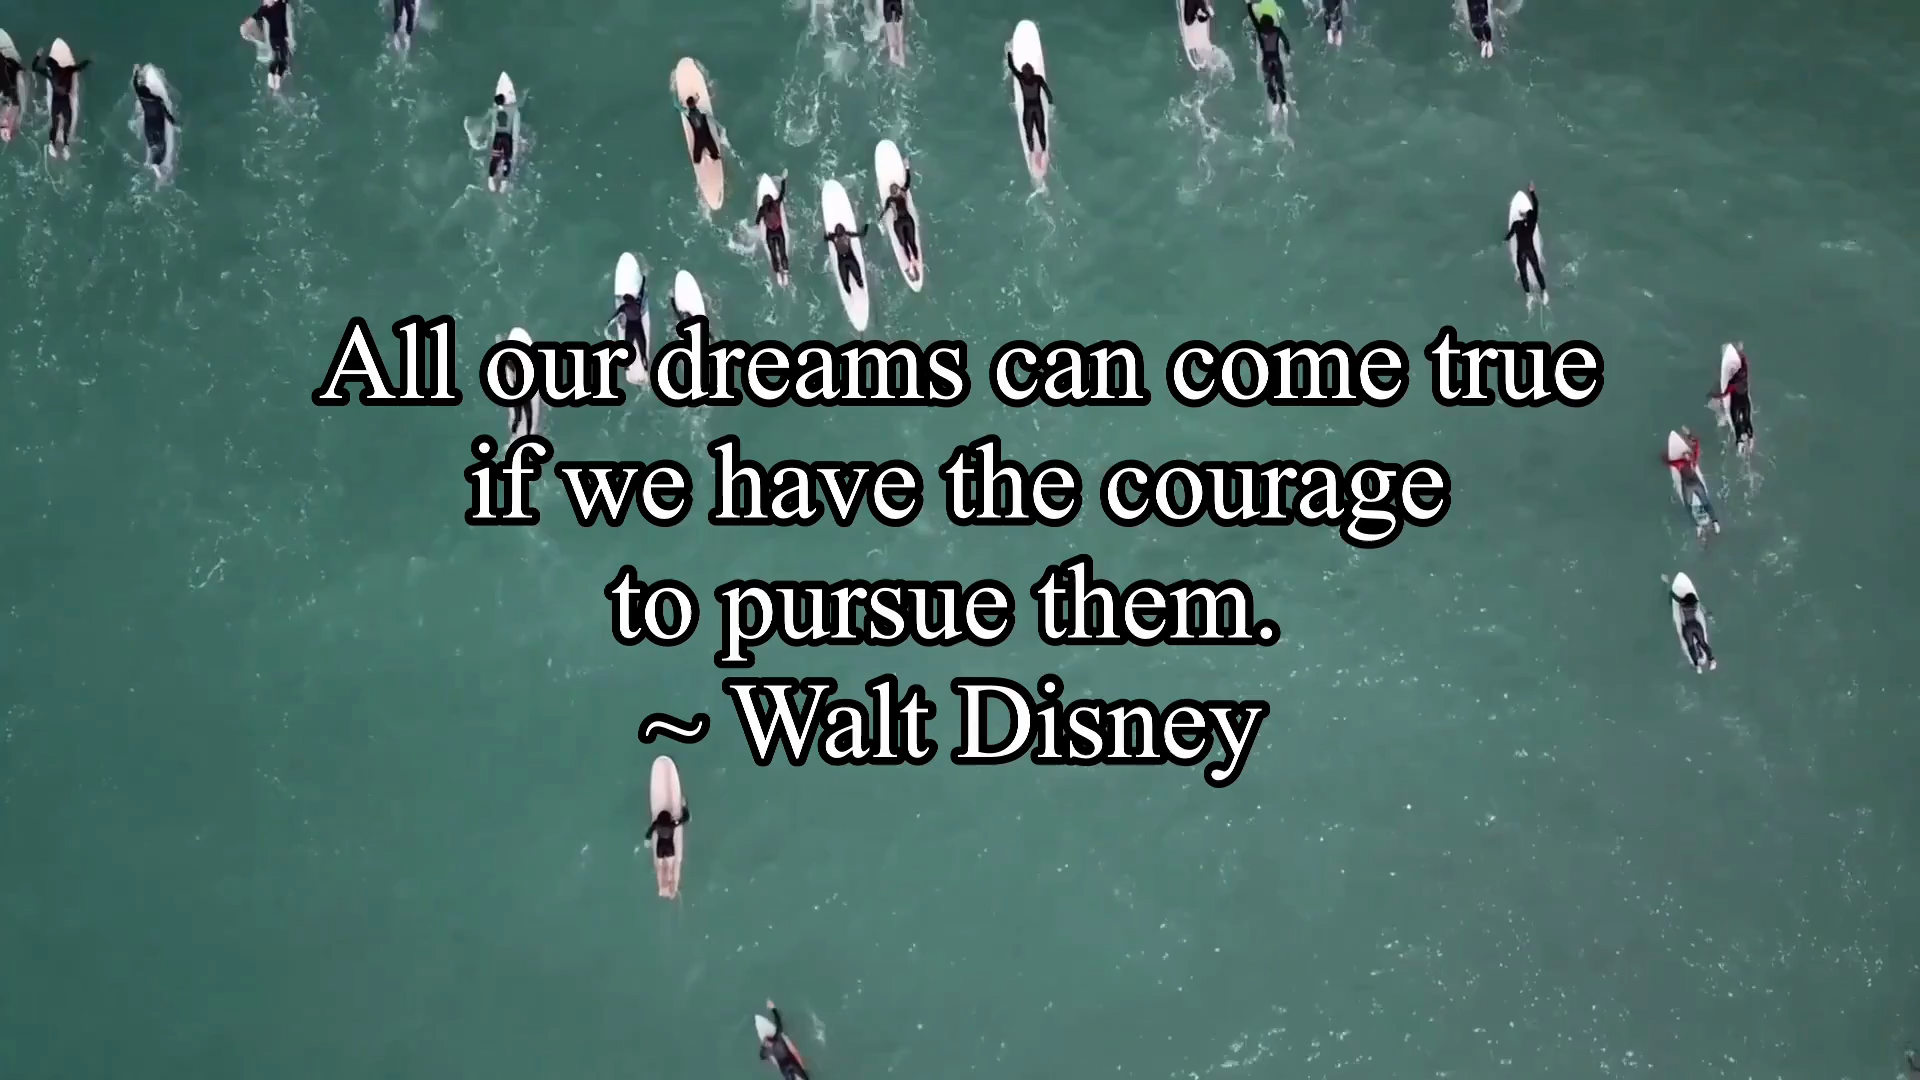 All our dreams can come true
if we have the courage
to pursue them.
~ Walt Disney